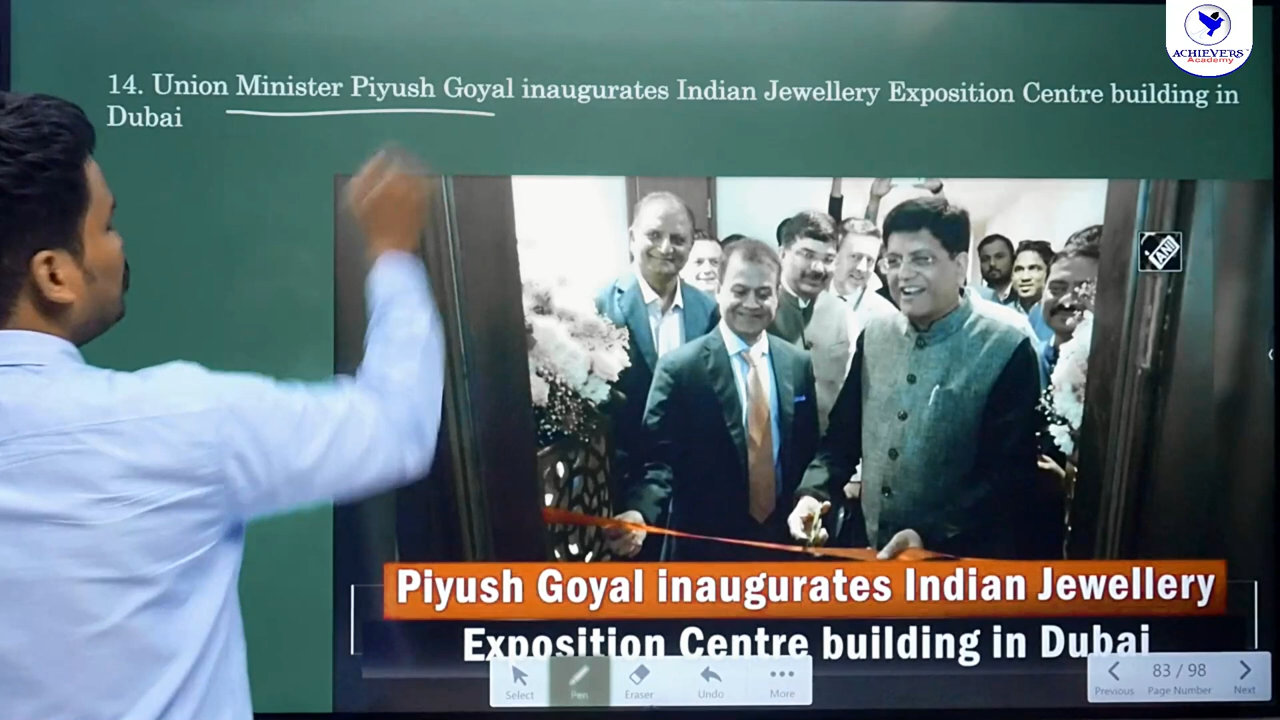 ACHIEVERS
Academy
14. Union Minister Piyush Goyal inaugurates Indian Jewellery Exposition Centre building in
Dubai
ANI
Piyush Goyal inaugurates Indian Jewellery
Exposition Centre building in Dubai
Select
Pen
Eraser
Undo
More
Previous
83 / 98
Page Number
Next